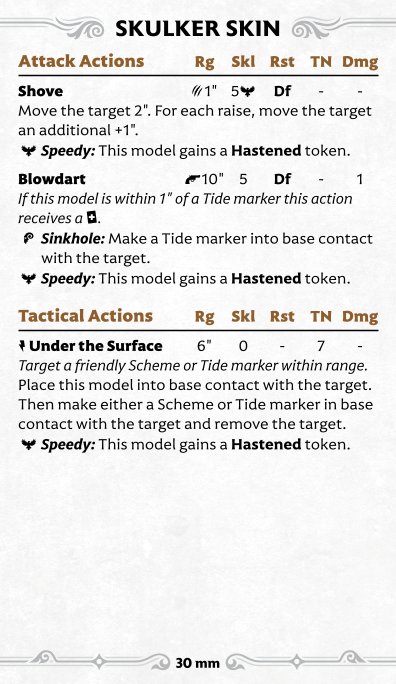 SKULKER SKIN
Attack Actions Rg Skl Rst TN Dmg
Shove 1" 5 Df - -
Move the target 2". For each raise, move the target
an additional +1".
Speedy: This model gains a Hastened token.
Blowdart 10" 5 Df - 1
If this model is within 1" of a Tide marker this action
receives a .
Sinkhole: Make a Tide marker into base contact
with the target.
Speedy: This model gains a Hastened token.
Tactical Actions Rg Skl Rst TN Dmg
Under the Surface 6" 0 - 7 -
Target a friendly Scheme or Tide marker within range.
Place this model into base contact with the target.
Then make either a Scheme or Tide marker in base
contact with the target and remove the target.
Speedy: This model gains a Hastened token.
30 mm